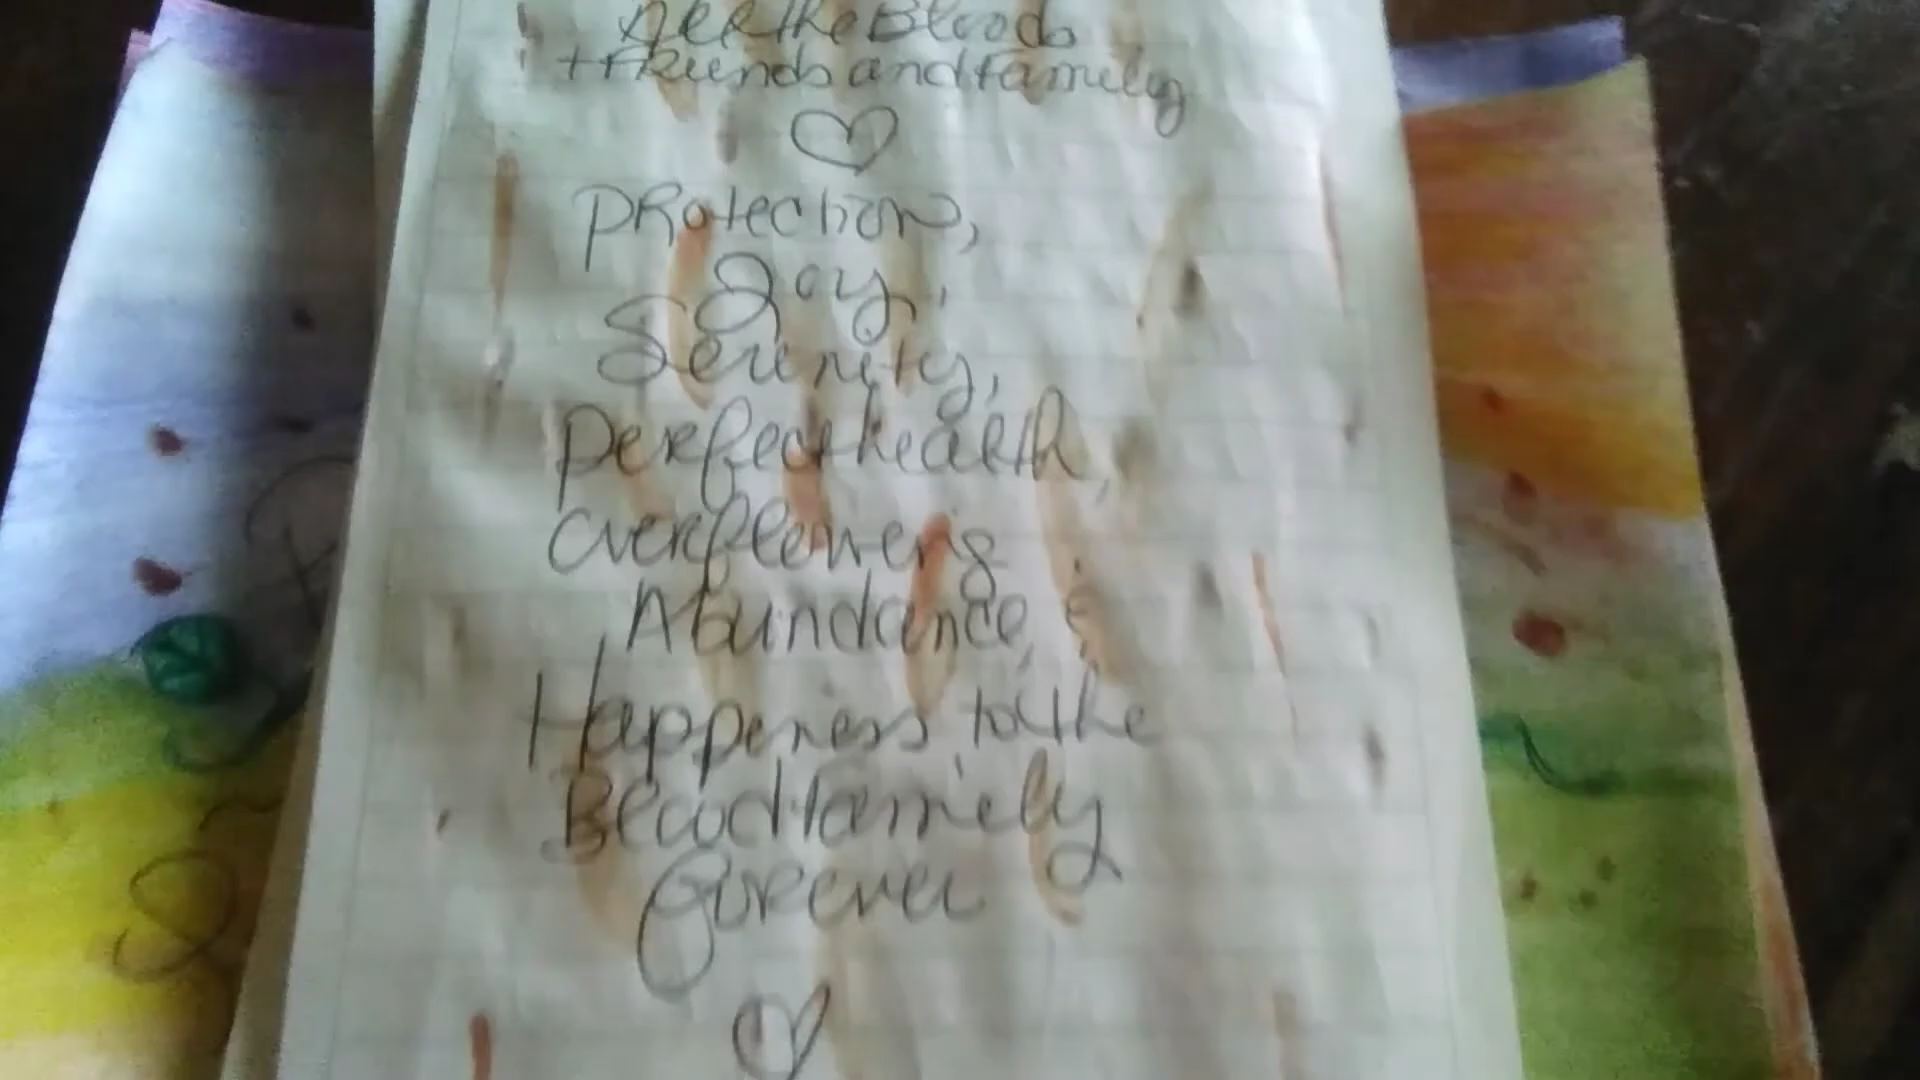 All the Bloods
+ Friends and family
Protection,
Joy,
Serenity,
Perfect health,
Overflowing
Abundance, &
Happiness, to the
Blood family
forever